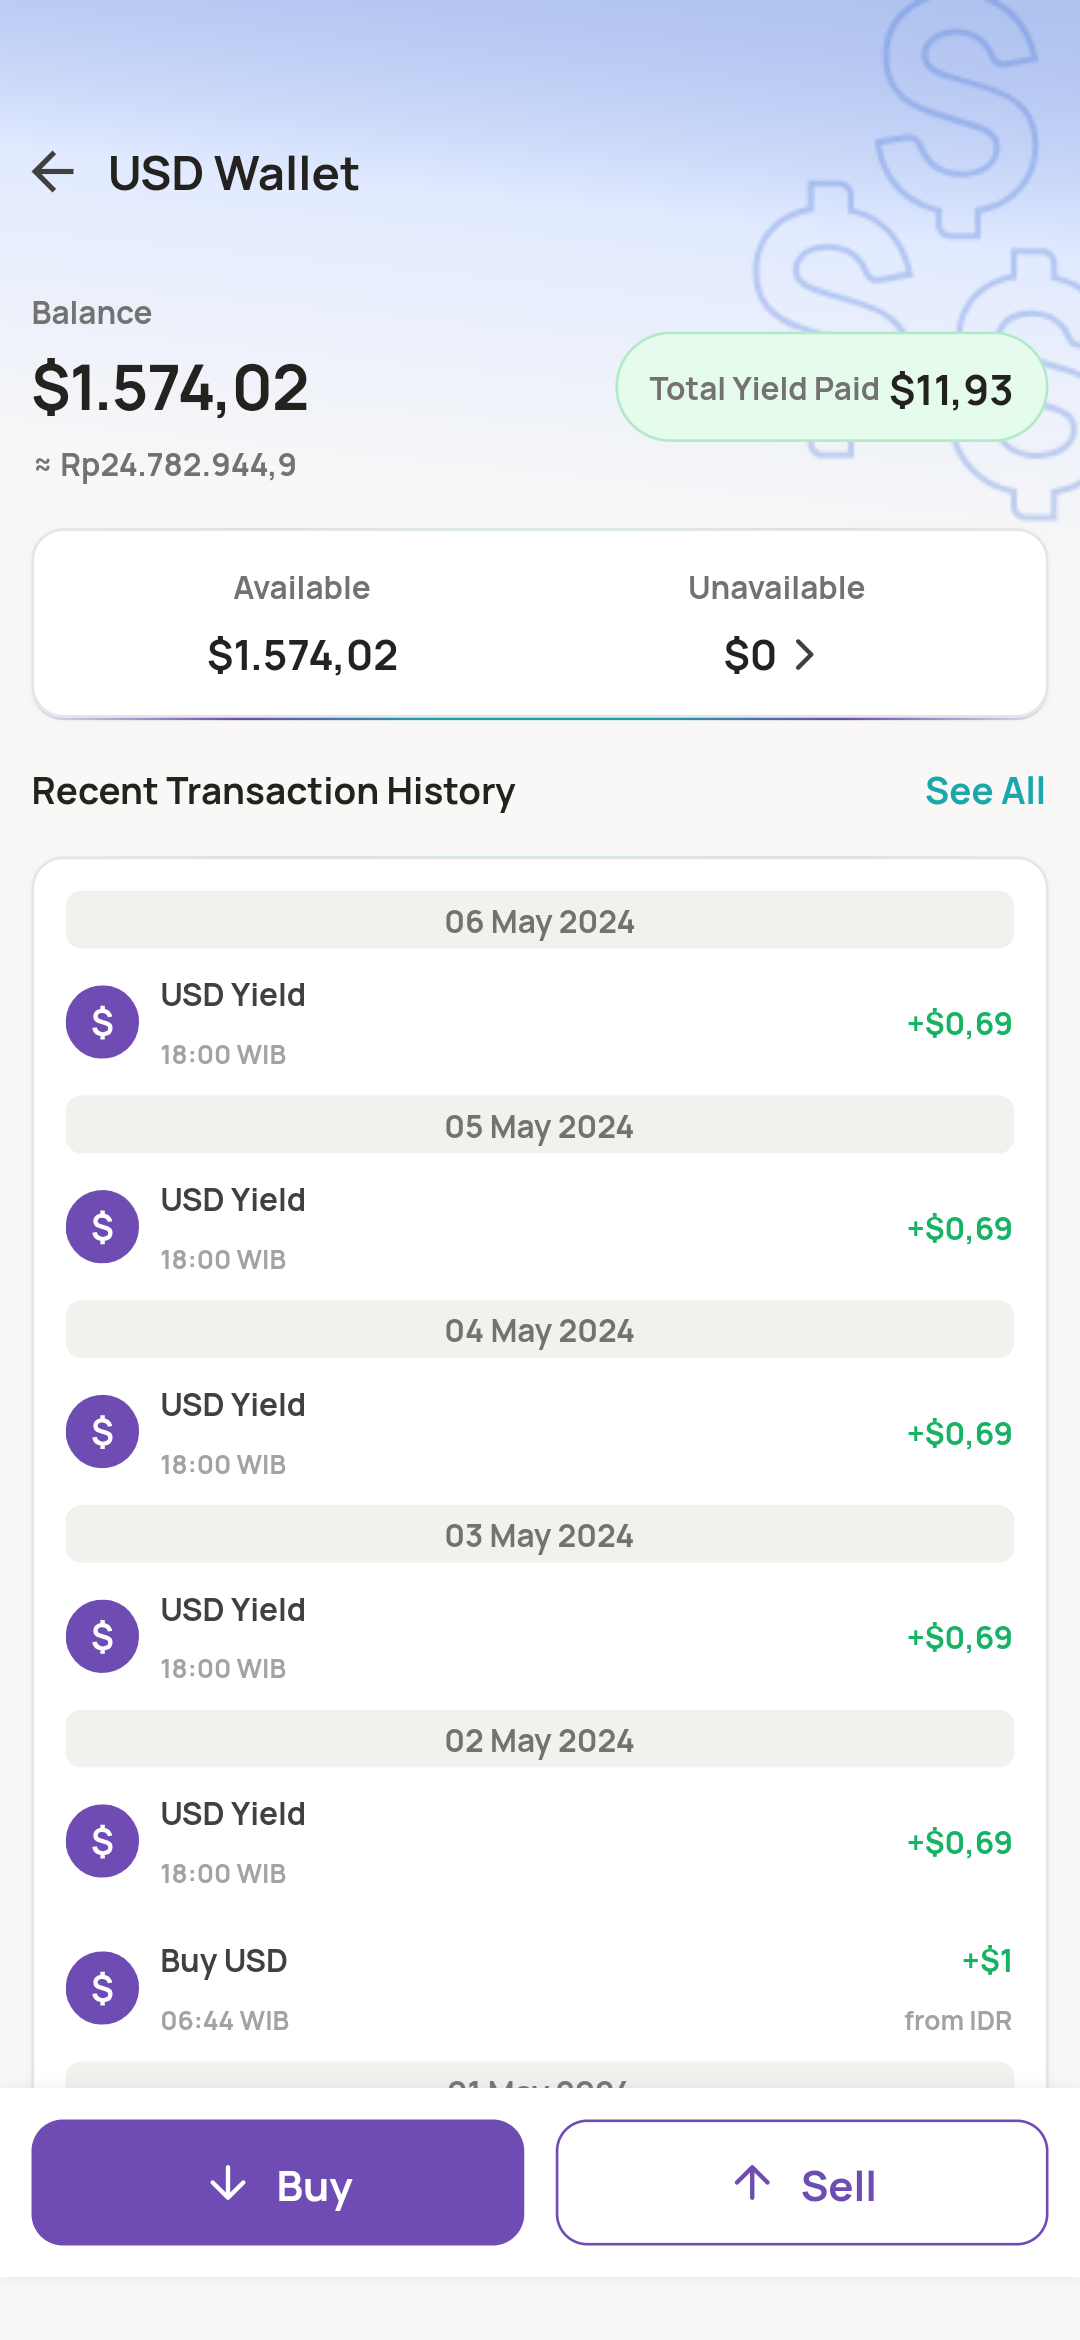 USD Wallet
Balance
$1.574,02
Total Yield Paid $11,93
≈ Rp24.782.944,9
Available
Unavailable
$1.574,02
$0
Recent Transaction History
See All
06 May 2024
USD Yield
+$0,69
18:00 WIB
05 May 2024
USD Yield
+$0,69
18:00 WIB
04 May 2024
USD Yield
+$0,69
18:00 WIB
03 May 2024
USD Yield
+$0,69
18:00 WIB
02 May 2024
USD Yield
+$0,69
18:00 WIB
Buy USD
+$1
06:44 WIB
from IDR
01 May 2024
Buy
Sell